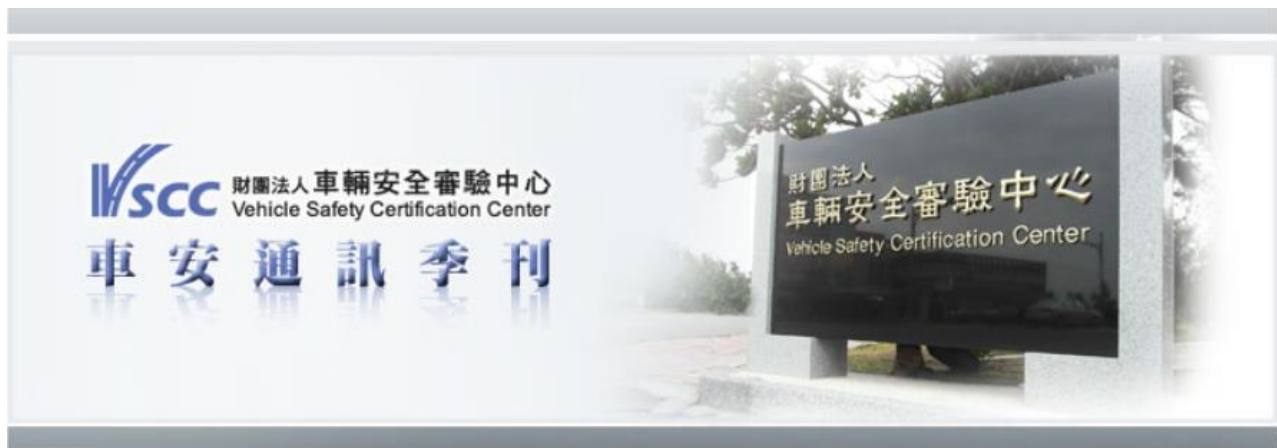 VSCC 財團法人車輛安全審驗中心
Vehicle Safety Certification Center
車安通訊季刊
財團法人
車輛安全審驗中心
Vehicle Safety Certification Center